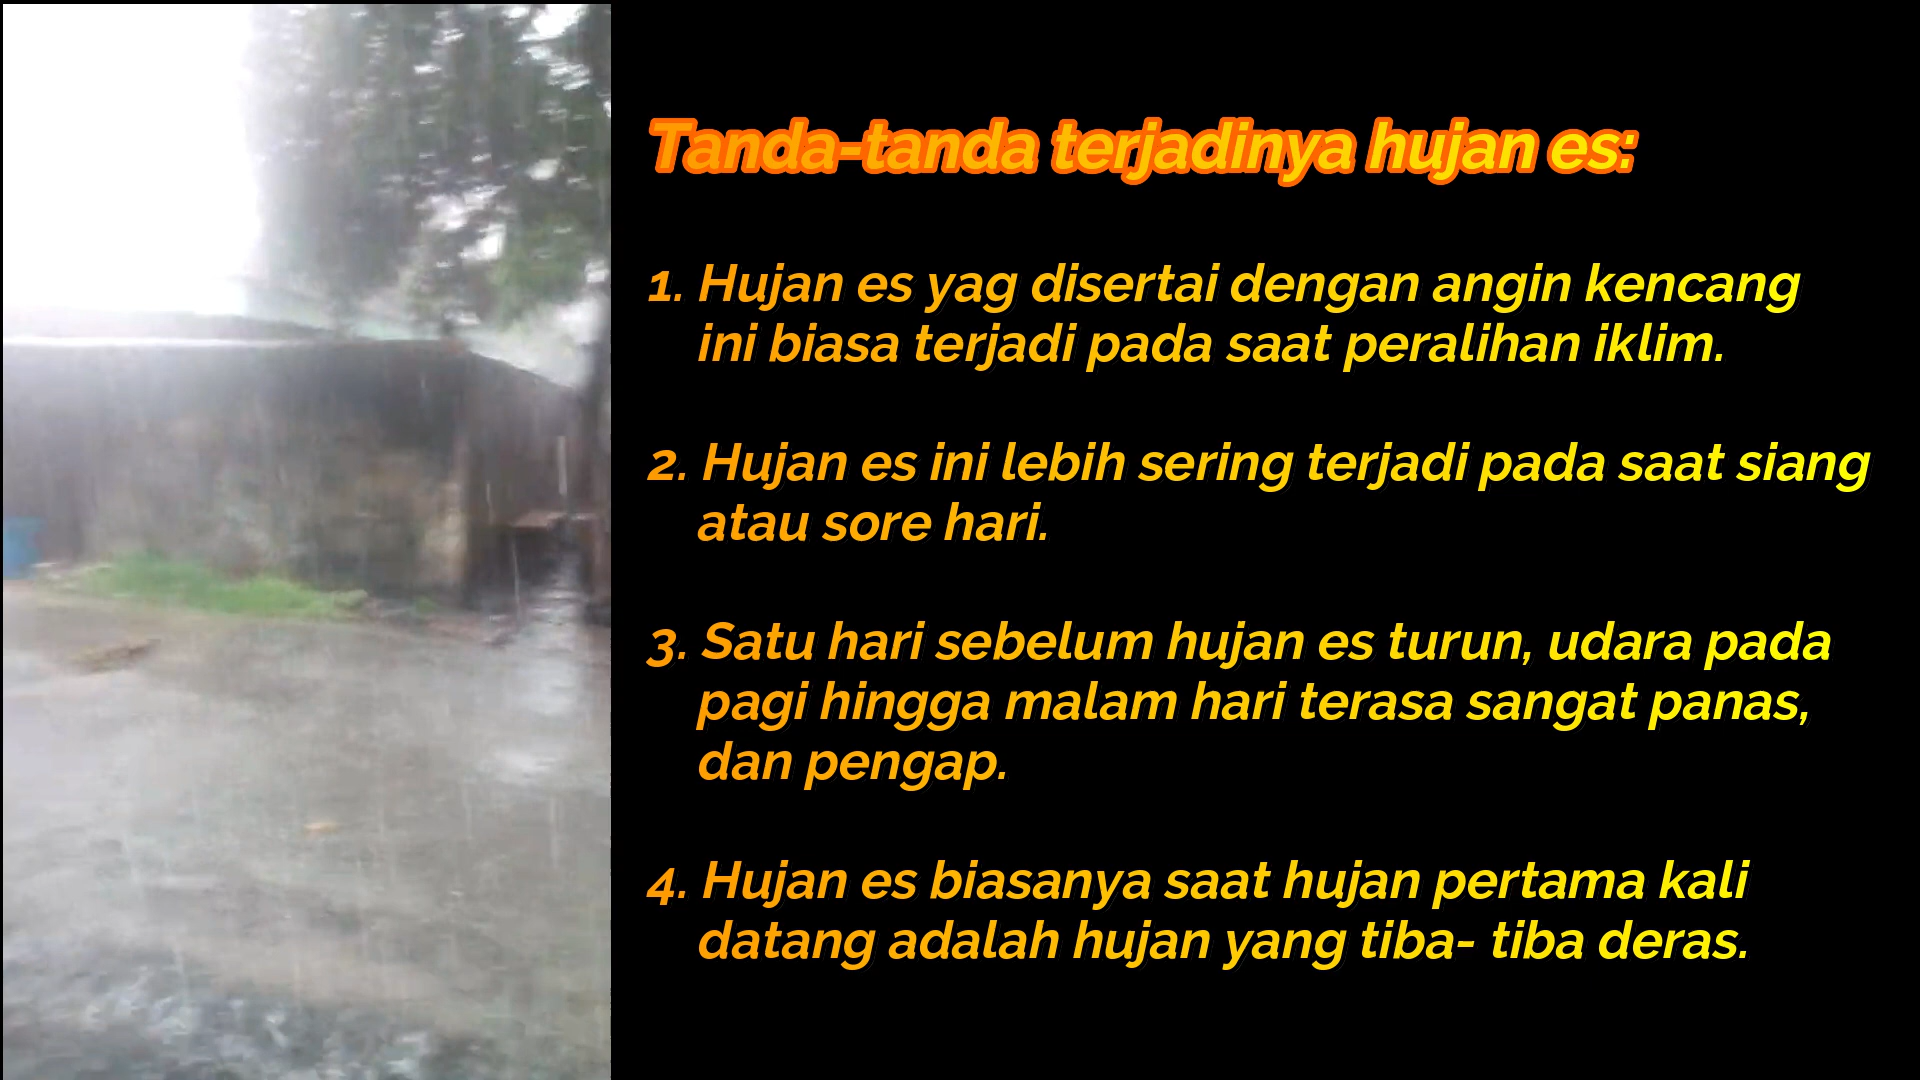 Tanda-tanda terjadinya hujan es:
1. Hujan es yag disertai dengan angin kencang
ini biasa terjadi pada saat peralihan iklim.
2. Hujan es ini lebih sering terjadi pada saat siang
atau sore hari.
3. Satu hari sebelum hujan es turun, udara pada
pagi hingga malam hari terasa sangat panas,
dan pengap.
4. Hujan es biasanya saat hujan pertama kali
datang adalah hujan yang tiba- tiba deras.